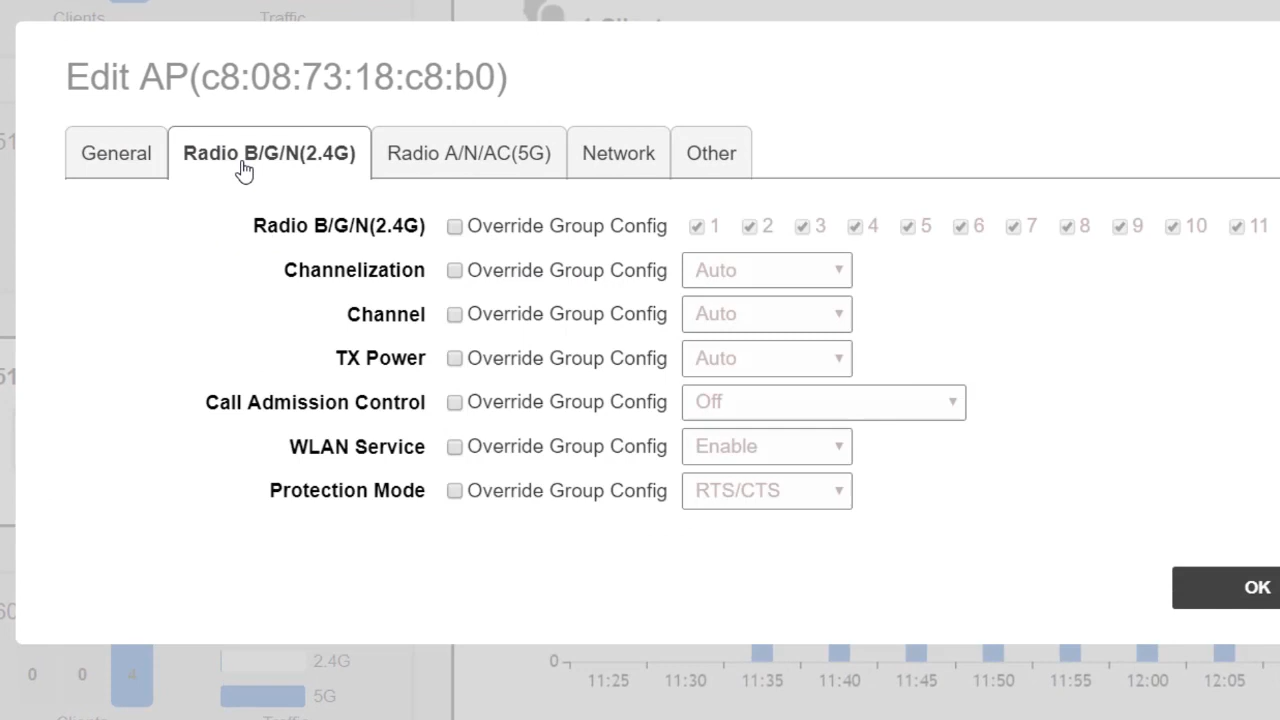 Clients Traffic
Edit AP(c8:08:73:18:c8:b0)
General Radio B/G/N(2.4G) Radio A/N/AC(5G) Network Other
Radio B/G/N(2.4G) Override Group Config 1 2 3 4 5 6 7 8 9 10 11
Channelization Override Group Config Auto
Channel Override Group Config Auto
TX Power Override Group Config Auto
Call Admission Control Override Group Config Off
WLAN Service Override Group Config Enable
Protection Mode Override Group Config RTS/CTS
OK
0 0 4 2.4G 0
5G 11:25 11:30 11:35 11:40 11:45 11:50 11:55 12:00 12:05